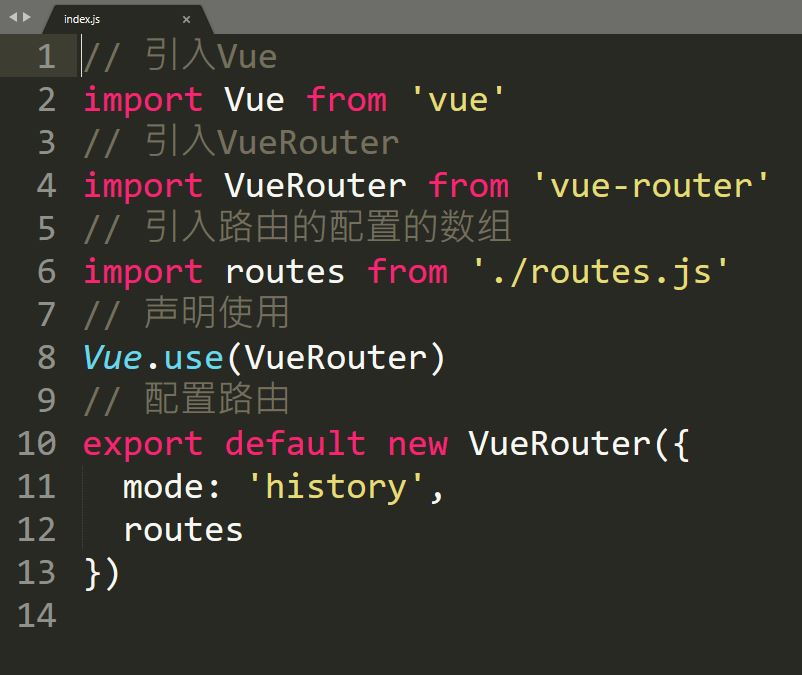 index.js ×
1 // 引入Vue
2 import Vue from 'vue'
3 // 引入VueRouter
4 import VueRouter from 'vue-router'
5 // 引入路由的配置的数组
6 import routes from './routes.js'
7 // 声明使用
8 Vue.use(VueRouter)
9 // 配置路由
10 export default new VueRouter({
11   mode: 'history',
12   routes
13 })
14